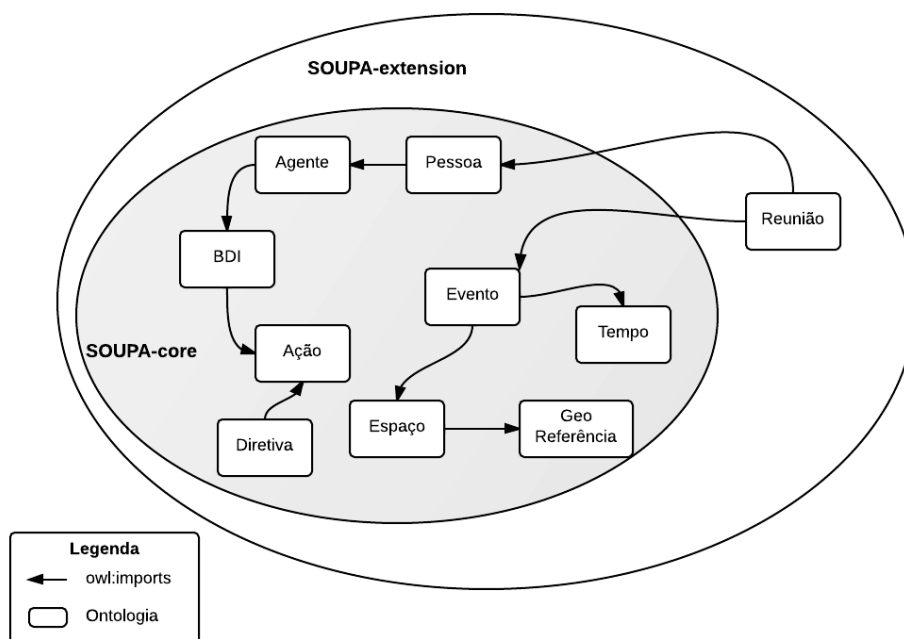 SOUPA-extension
Agente
Pessoa
Reunião
BDI
Evento
Tempo
SOUPA-core
Ação
Espaço
Geo
Referência
Diretiva
Legenda
owl:imports
Ontologia